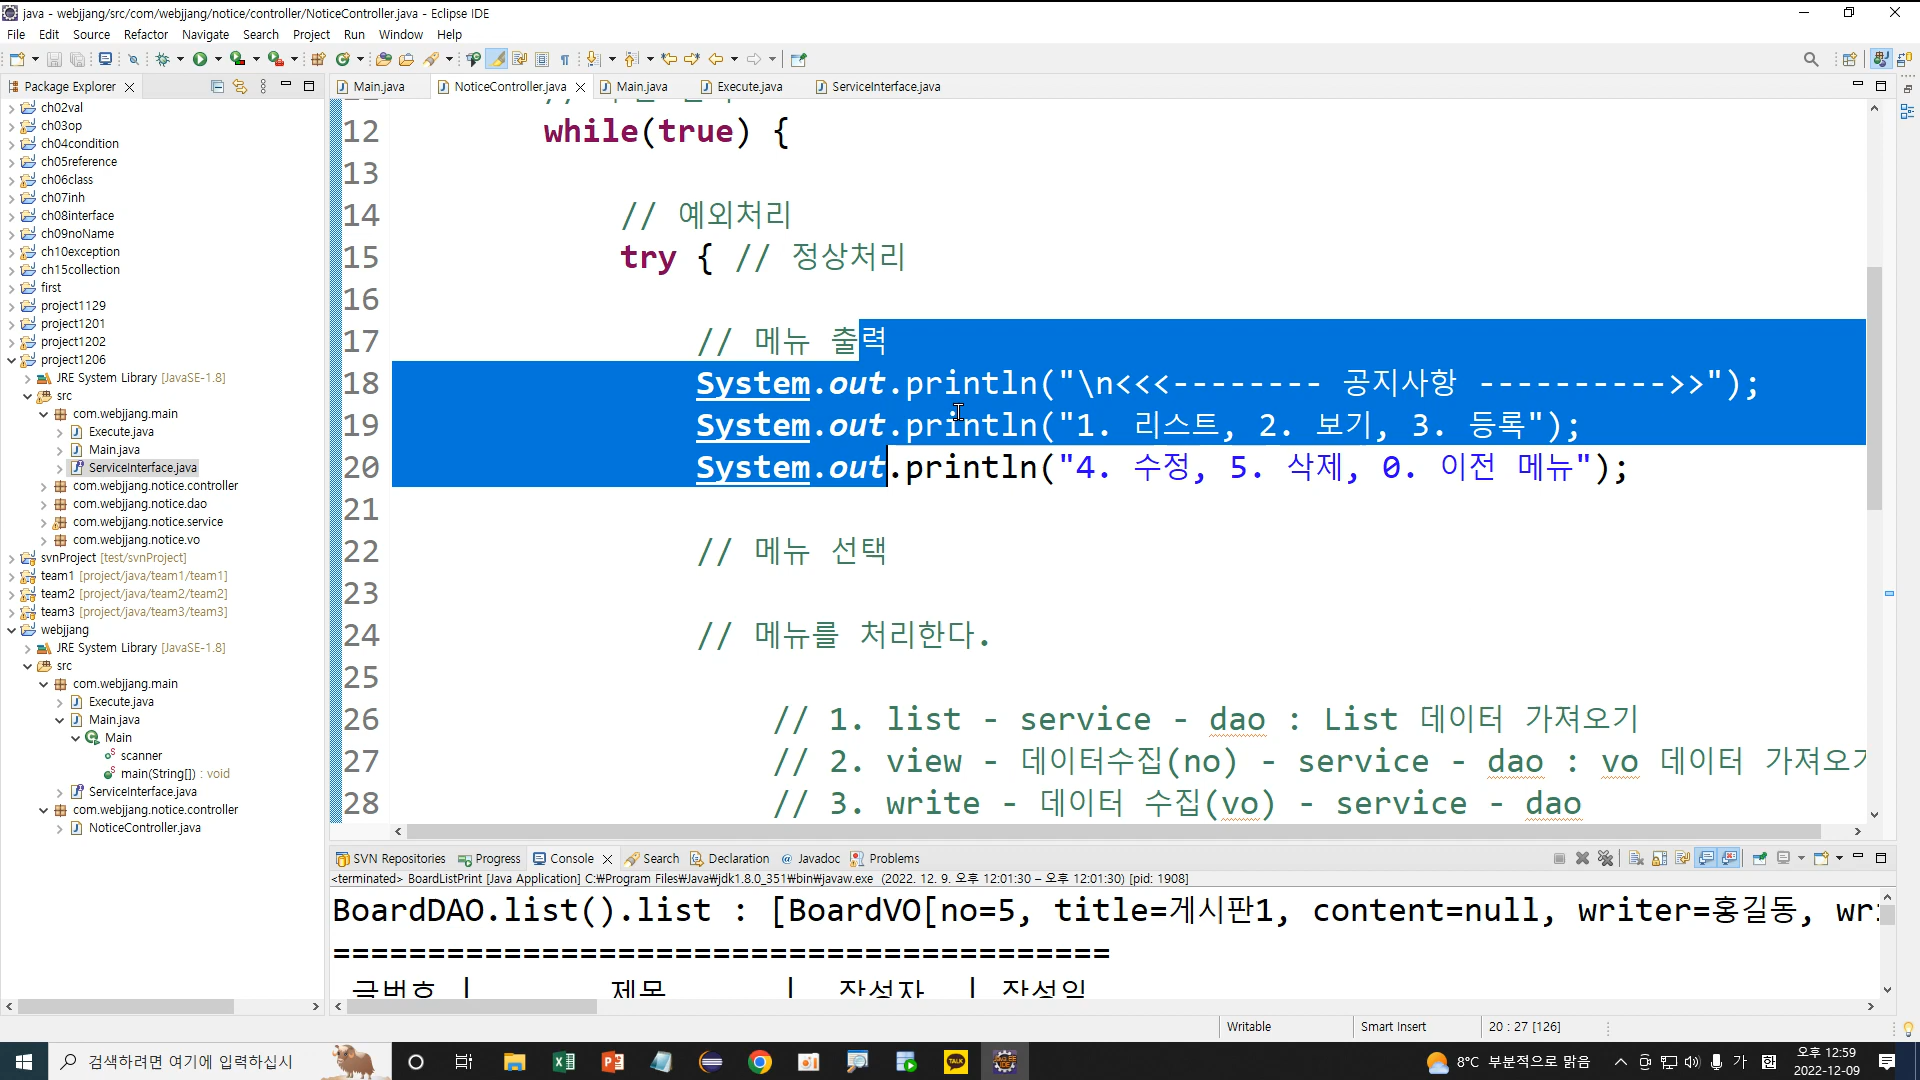 java - webjjang/src/com/webjjang/notice/controller/NoticeController.java - Eclipse IDE
File Edit Source Refactor Navigate Search Project Run Window Help
Package Explorer
Main.java NoticeController.java Main.java Execute.java ServiceInterface.java
ch02val
ch03op
ch04condition
ch05reference
ch06class
ch07inh
ch08interface
ch09noName
ch10exception
ch15collection
first
project1129
project1201
project1202
project1206
JRE System Library [JavaSE-1.8]
src
com.webjjang.main
Execute.java
Main.java
ServiceInterface.java
com.webjjang.notice.controller
com.webjjang.notice.dao
com.webjjang.notice.service
com.webjjang.notice.vo
svnProject [test/svnProject]
team1 [project/java/team1/team1]
team2 [project/java/team2/team2]
team3 [project/java/team3/team3]
webjjang
JRE System Library [JavaSE-1.8]
src
com.webjjang.main
Execute.java
Main.java
Main
scanner
main(String[]) : void
ServiceInterface.java
com.webjjang.notice.controller
NoticeController.java
12 while(true) {
13
14 // 예외처리
15 try { // 정상처리
16
17 // 메뉴 출력
18 System.out.println("\n<<<-------- 공지사항 ---------->>");
19 System.out.println("1. 리스트, 2. 보기, 3. 등록");
20 System.out.println("4. 수정, 5. 삭제, 0. 이전 메뉴");
21
22 // 메뉴 선택
23
24 // 메뉴를 처리한다.
25
26 // 1. list - service - dao : List 데이터 가져오기
27 // 2. view - 데이터수집(no) - service - dao : vo 데이터 가져오기
28 // 3. write - 데이터 수집(vo) - service - dao
SVN Repositories Progress Console Search Declaration Javadoc Problems
<terminated> BoardListPrint [Java Application] C:₩Program Files₩Java₩jdk1.8.0_351₩bin₩javaw.exe (2022. 12. 9. 오후 12:01:30 – 오후 12:01:30) [pid: 1908]
BoardDAO.list().list : [BoardVO[no=5, title=게시판1, content=null, writer=홍길동, wri
=========================================
글번호 | 제목 | 작성자 | 작성일
Writable Smart Insert 20 : 27 [126]
검색하려면 여기에 입력하십시
TALK
8°C 부분적으로 맑음
가
오후 12:59
2022-12-09